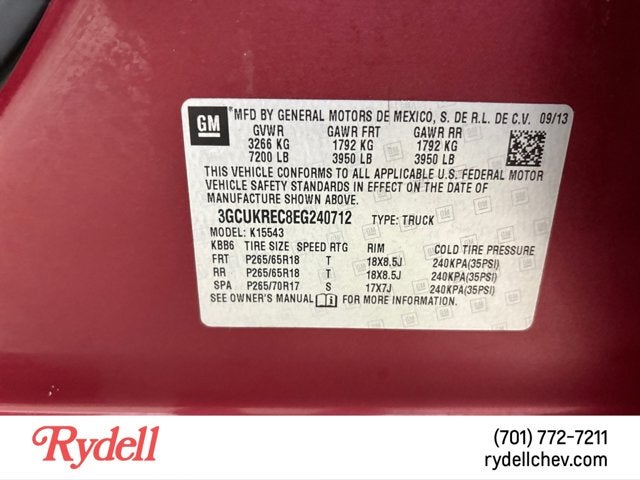 GM
®MFD BY GENERAL MOTORS DE MEXICO, S. DE R.L. DE C.V. 09/13
GVWR GAWR FRT GAWR RR
3266 KG 1792 KG 1792 KG
7200 LB 3950 LB 3950 LB
THIS VEHICLE CONFORMS TO ALL APPLICABLE U.S. FEDERAL MOTOR
VEHICLE SAFETY STANDARDS IN EFFECT ON THE DATE OF
MANUFACTURE SHOWN ABOVE.
3GCUKREC8EG240712 TYPE: TRUCK
MODEL: K15543
KBB6 TIRE SIZE SPEED RTG RIM COLD TIRE PRESSURE
FRT P265/65R18 T 18X8.5J 240KPA(35PSI)
RR P265/65R18 T 18X8.5J 240KPA(35PSI)
SPA P265/70R17 S 17X7J 240KPA(35PSI)
SEE OWNER'S MANUAL FOR MORE INFORMATION.
Rydell
(701) 772-7211
rydellchev.com